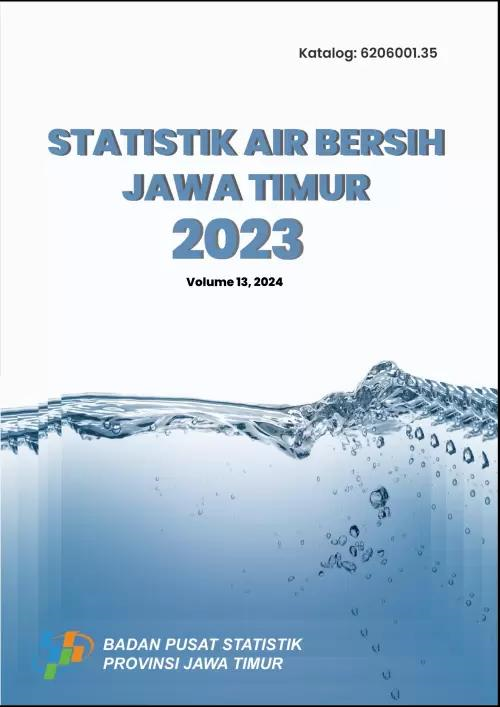 Katalog: 6206001.35
STATISTIK AIR BERSIH
JAWA TIMUR
2023
Volume 13, 2024
BADAN PUSAT STATISTIK
PROVINSI JAWA TIMUR